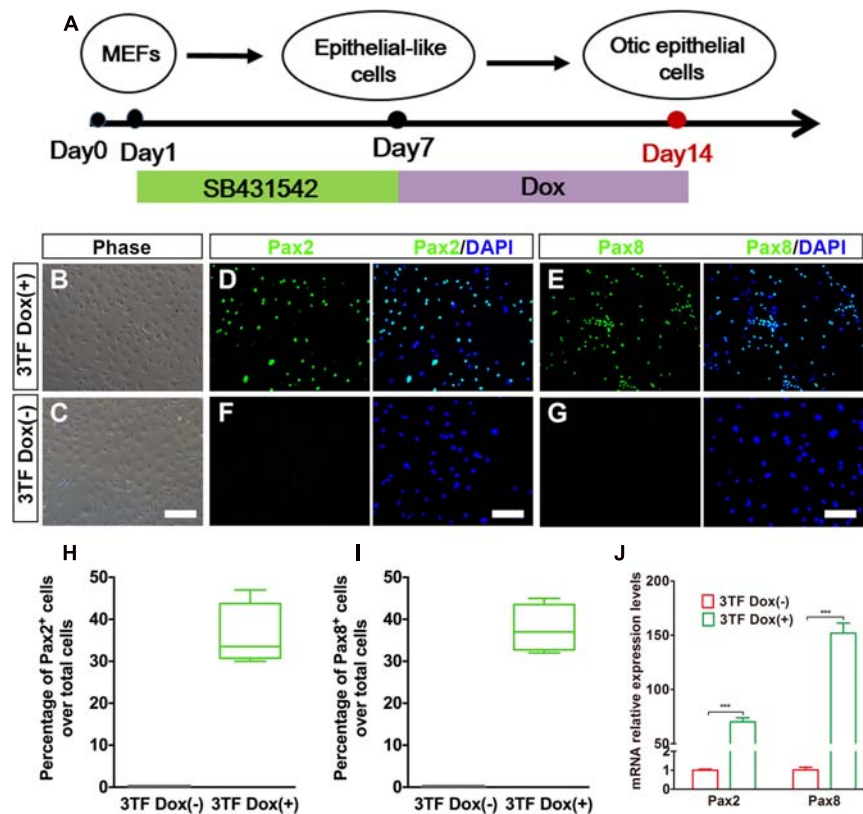 A
MEFs
Epithelial-like
cells
Otic epithelial
cells
Day0
Day1
Day7
Day14
SB431542
Dox
Phase
Pax2
Pax2/DAPI
Pax8
Pax8/DAPI
3TF Dox(+)
B
D
E
3TF Dox(-)
C
F
G
H
Percentage of Pax2+ cells
over total cells
50
40
30
20
10
0
3TF Dox(-)
3TF Dox(+)
I
Percentage of Pax8+ cells
over total cells
50
40
30
20
10
0
3TF Dox(-)
3TF Dox(+)
J
mRNA relative expression levels
200
150
100
50
2
1
0
3TF Dox(-)
3TF Dox(+)
***
***
Pax2
Pax8